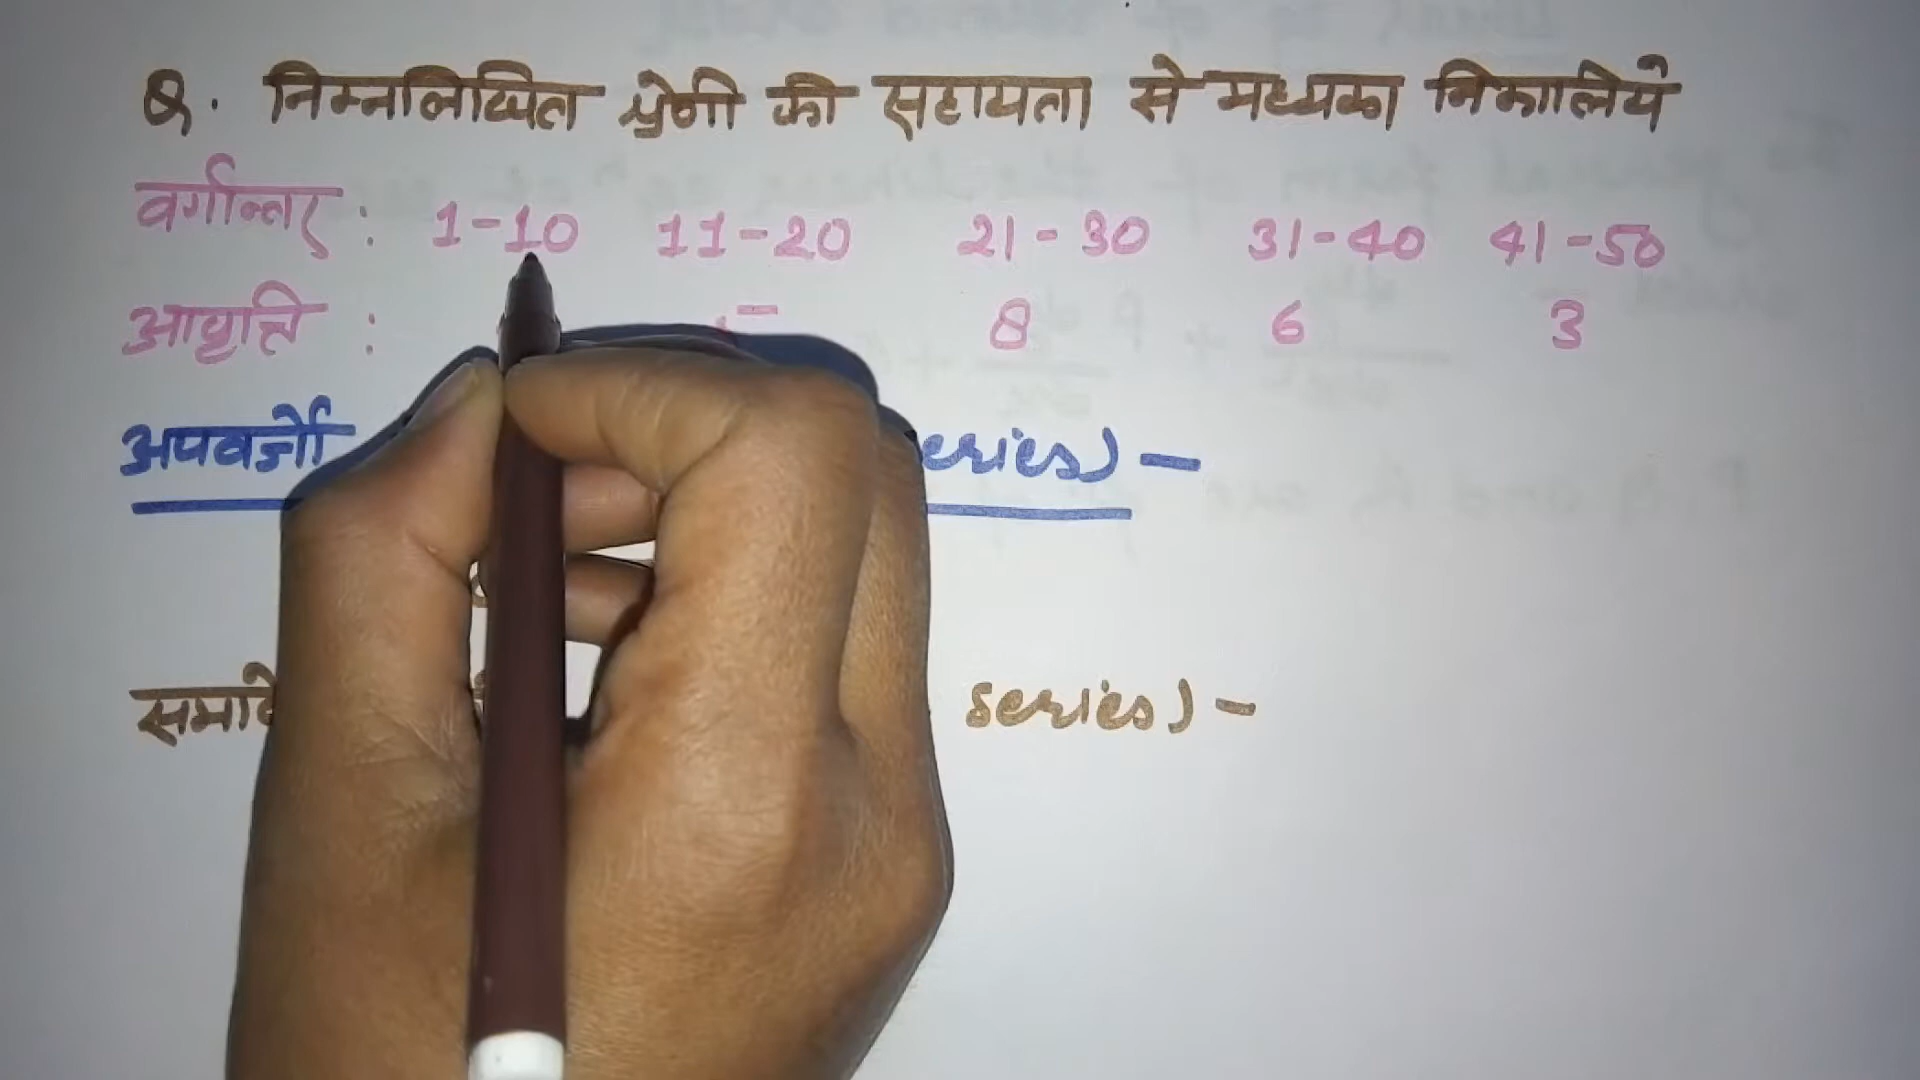 Q. निम्नलिखित श्रेणी की सहायता से मध्यका निकालिये
वर्गान्तर : 1-10 11-20 21-30 31-40 41-50
आवृत्ति : 8 6 3
अपवर्जी series) -
series) -